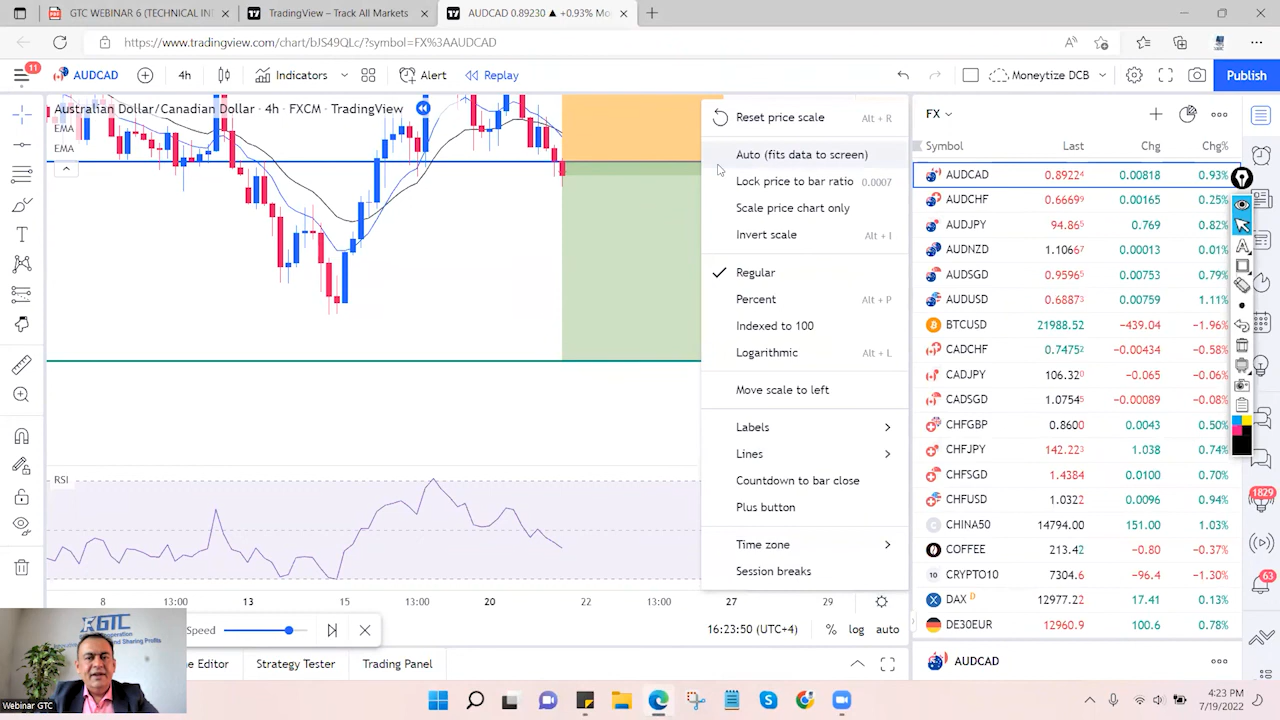 GTC WEBINAR 6 (TECHNICAL IN
TradingView – Track All Markets
AUDCAD 0.89230 ▲ +0.93% Mo
https://www.tradingview.com/chart/bJS49QLc/?symbol=FX%3AAUDCAD
11
AUDCAD
4h
Indicators
Alert
Replay
Moneytize DCB
Publish
Australian Dollar/Canadian Dollar · 4h · FXCM · TradingView
EMA
EMA
RSI
8
13:00
13
15
13:00
20
22
13:00
27
29
Reset price scale Alt + R
Auto (fits data to screen)
Lock price to bar ratio 0.0007
Scale price chart only
Invert scale Alt + I
Regular
Percent Alt + P
Indexed to 100
Logarithmic Alt + L
Move scale to left
Labels
Lines
Countdown to bar close
Plus button
Time zone
Session breaks
FX
Symbol Last Chg Chg%
AUDCAD 0.89224 0.00818 0.93%
AUDCHF 0.66699 0.00165 0.25%
AUDJPY 94.865 0.769 0.82%
AUDNZD 1.10667 0.00013 0.01%
AUDSGD 0.95965 0.00753 0.79%
AUDUSD 0.68873 0.00759 1.11%
BTCUSD 21988.52 −439.04 −1.96%
CADCHF 0.74752 −0.00434 −0.58%
CADJPY 106.320 −0.065 −0.06%
CADSGD 1.07545 −0.00089 −0.08%
CHFGBP 0.8600 0.0043 0.50%
CHFJPY 142.223 1.038 0.74%
CHFSGD 1.4384 0.0100 0.70%
CHFUSD 1.0322 0.0096 0.94%
CHINA50 14794.00 151.00 1.03%
COFFEE 213.42 −0.80 −0.37%
CRYPTO10 7304.6 −96.4 −1.30%
DAX D 12977.22 17.41 0.13%
DE30EUR 12960.9 100.6 0.78%
AUDCAD
1829
63
Speed
16:23:50 (UTC+4)
% log auto
ne Editor
Strategy Tester
Trading Panel
GTC
Webinar GTC
4:23 PM
7/19/2022